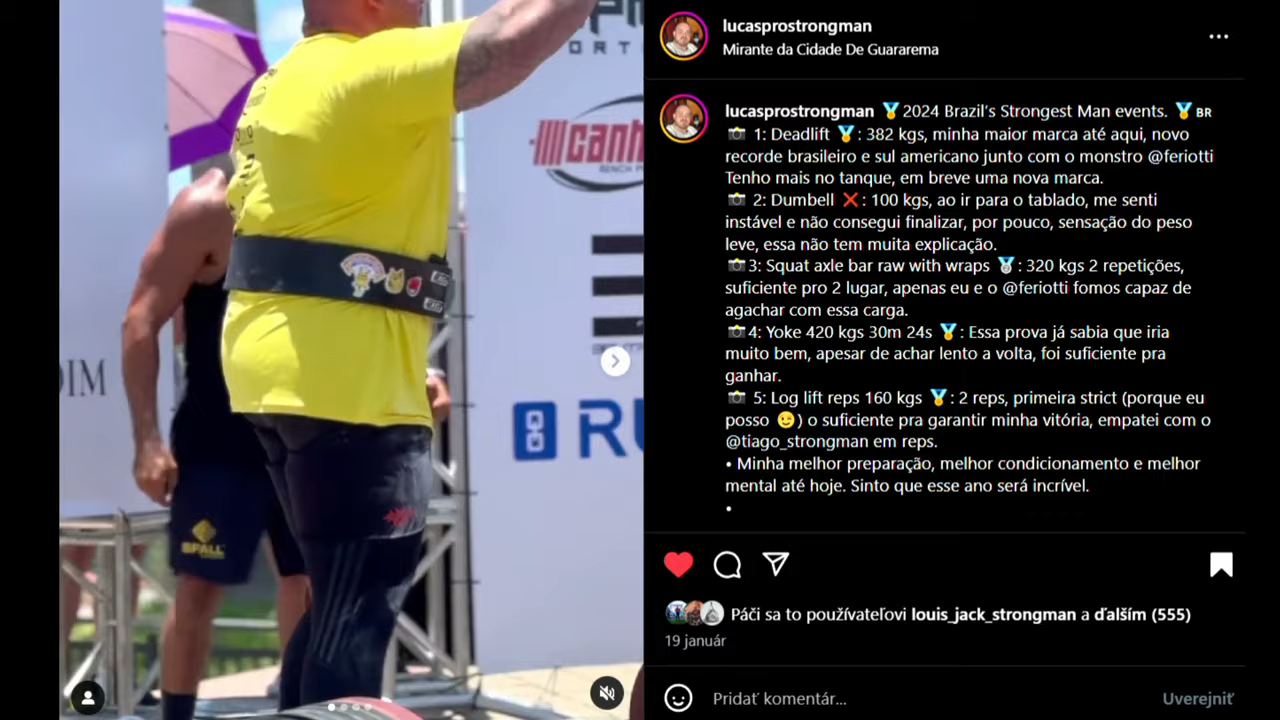 ORT
canh
BENCH P
DIM
RU
SFALL
lucasprostrongman
Mirante da Cidade De Guararema
lucasprostrongman 🏅2024 Brazil's Strongest Man events. 🏅BR
📸 1: Deadlift 🏅: 382 kgs, minha maior marca até aqui, novo
recorde brasileiro e sul americano junto com o monstro @feriotti
Tenho mais no tanque, em breve uma nova marca.
📸 2: Dumbell ❌: 100 kgs, ao ir para o tablado, me senti
instável e não consegui finalizar, por pouco, sensação do peso
leve, essa não tem muita explicação.
📸3: Squat axle bar raw with wraps 🥈: 320 kgs 2 repetições,
suficiente pro 2 lugar, apenas eu e o @feriotti fomos capaz de
agachar com essa carga.
📸4: Yoke 420 kgs 30m 24s 🏅: Essa prova já sabia que iria
muito bem, apesar de achar lento a volta, foi suficiente pra
ganhar.
📸 5: Log lift reps 160 kgs 🏅: 2 reps, primeira strict (porque eu
posso 😉) o suficiente pra garantir minha vitória, empatei com o
@tiago_strongman em reps.
• Minha melhor preparação, melhor condicionamento e melhor
mental até hoje. Sinto que esse ano será incrível.
•
Páči sa to používateľovi louis_jack_strongman a ďalším (555)
19 január
Pridať komentár...
Uverejniť